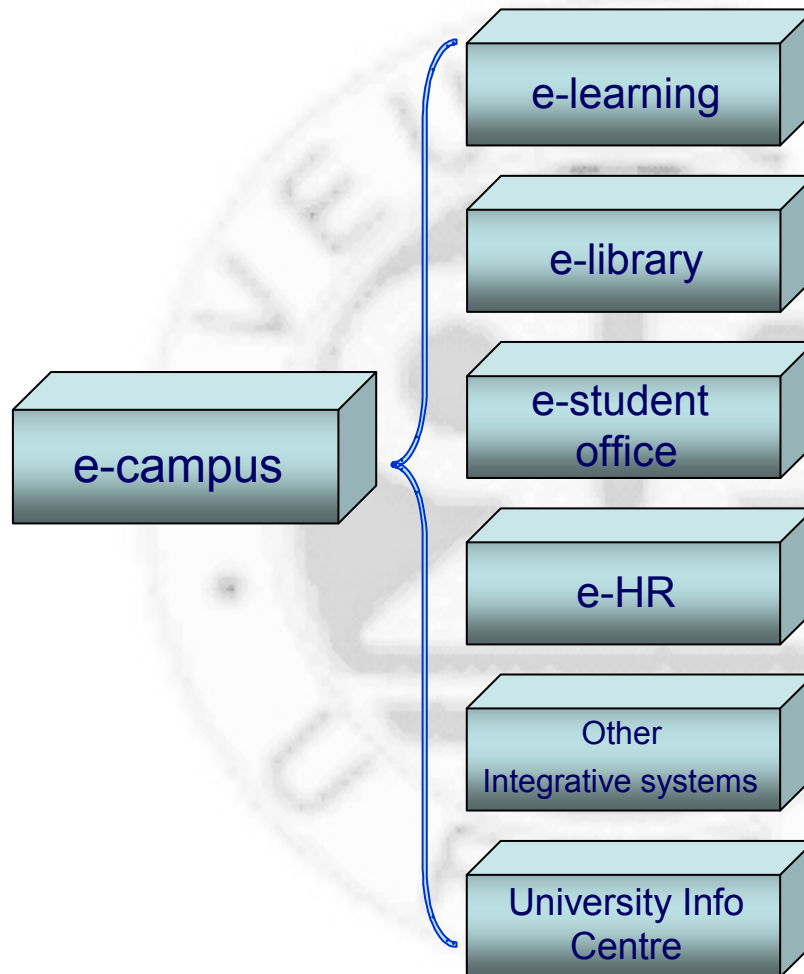 e-learning
e-library
e-student
office
e-campus
e-HR
Other
Integrative systems
University Info
Centre